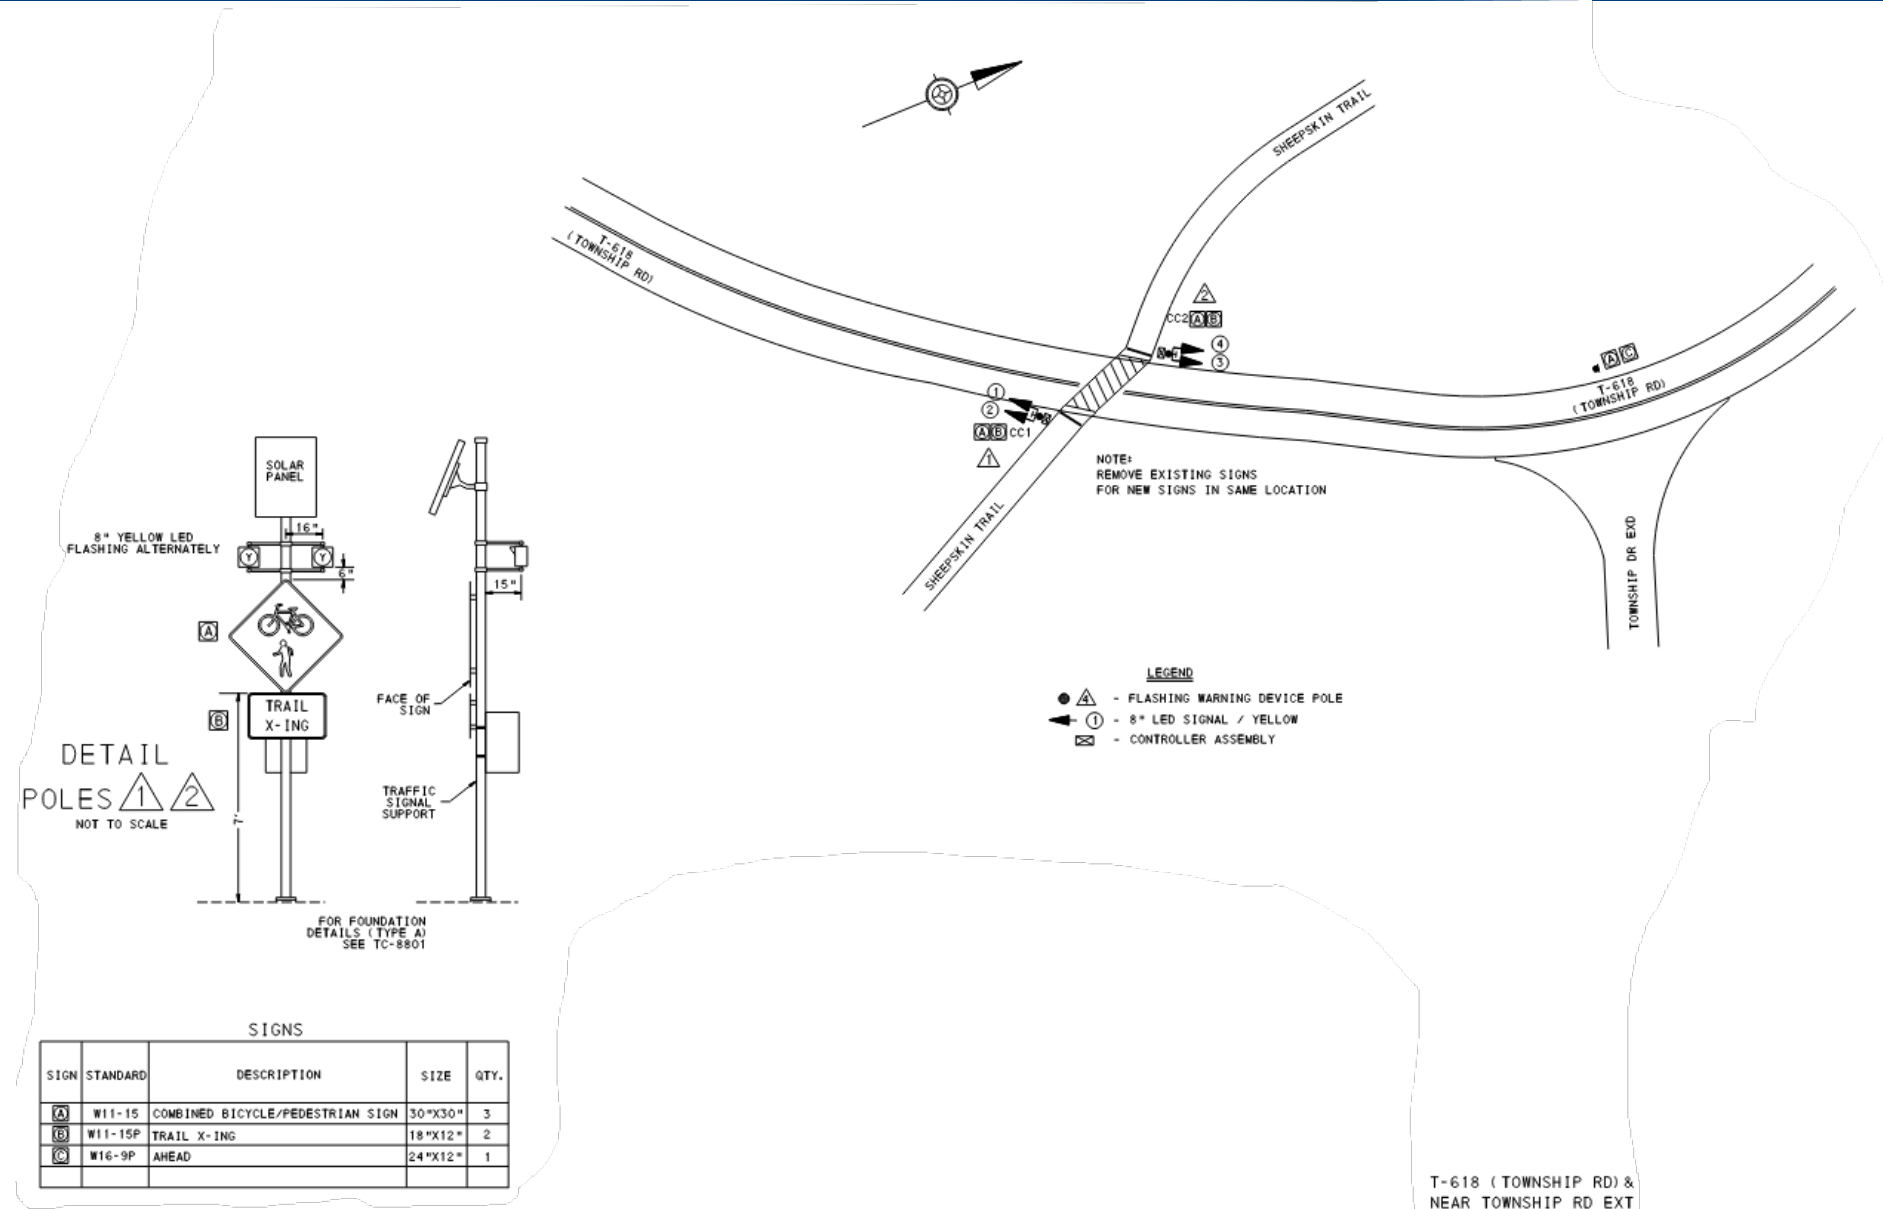 SHEEPSKIN TRAIL
T-618
(TOWNSHIP RD)
2
CC2 A B
4
3
1
2
A B CC1
1
A C
T-618
(TOWNSHIP RD)
NOTE:
REMOVE EXISTING SIGNS
FOR NEW SIGNS IN SAME LOCATION
SHEEPSKIN TRAIL
TOWNSHIP DR EXD
SOLAR
PANEL
16"
8" YELLOW LED
FLASHING ALTERNATELY
Y Y
6"
15"
A
FACE OF
SIGN
B
TRAIL
X-ING
DETAIL
POLES 1 2
NOT TO SCALE
7'
TRAFFIC
SIGNAL
SUPPORT
FOR FOUNDATION
DETAILS (TYPE A)
SEE TC-8801
LEGEND
4 - FLASHING WARNING DEVICE POLE
1 - 8" LED SIGNAL / YELLOW
- CONTROLLER ASSEMBLY
SIGNS
SIGN STANDARD DESCRIPTION SIZE QTY.
A W11-15 COMBINED BICYCLE/PEDESTRIAN SIGN 30"X30" 3
B W11-15P TRAIL X-ING 18"X12" 2
C W16-9P AHEAD 24"X12" 1
T-618 (TOWNSHIP RD) &
NEAR TOWNSHIP RD EXT